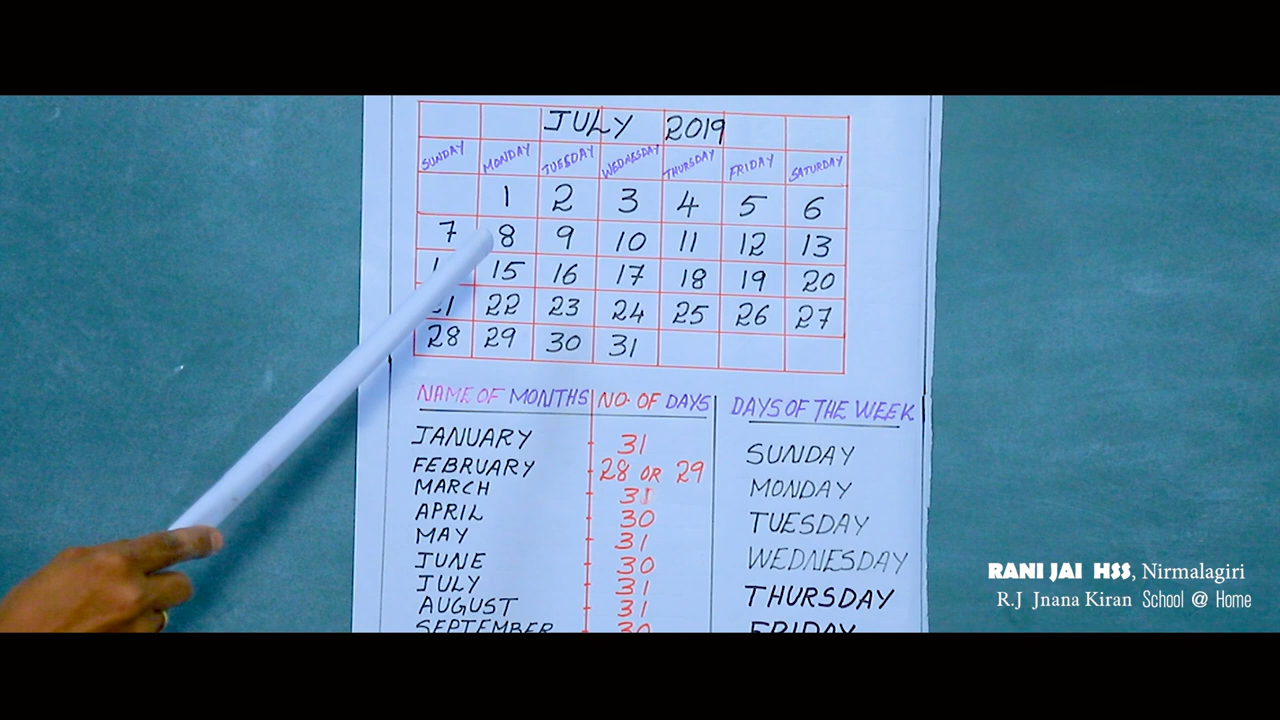 JULY 2019
SUNDAY MONDAY TUESDAY WEDNESDAY THURSDAY FRIDAY SATURDAY
1 2 3 4 5 6
7 8 9 10 11 12 13
15 16 17 18 19 20
22 23 24 25 26 27
28 29 30 31
NAME OF MONTHS NO. OF DAYS
JANUARY 31
FEBRUARY 28 OR 29
MARCH 31
APRIL 30
MAY 31
JUNE 30
JULY 31
AUGUST 31
SEPTEMBER 30
DAYS OF THE WEEK
SUNDAY
MONDAY
TUESDAY
WEDNESDAY
THURSDAY
FRIDAY
RANI JAI HSS, Nirmalagiri
R.J Jnana Kiran School @ Home